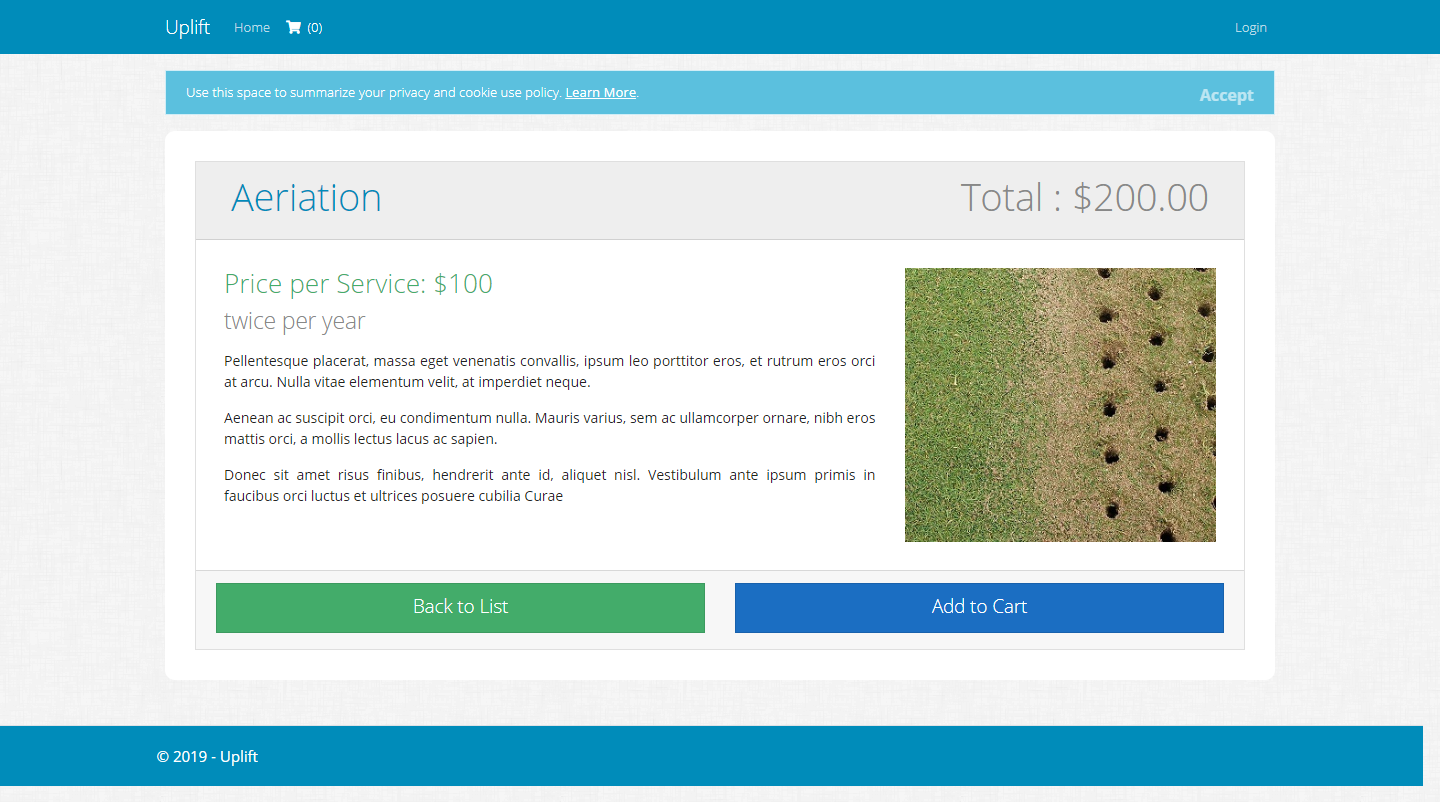 Uplift Home (0) Login
Use this space to summarize your privacy and cookie use policy. Learn More.
Accept
Aeriation
Total : $200.00
Price per Service: $100
twice per year
Pellentesque placerat, massa eget venenatis convallis, ipsum leo porttitor eros, et rutrum eros orci
at arcu. Nulla vitae elementum velit, at imperdiet neque.
Aenean ac suscipit orci, eu condimentum nulla. Mauris varius, sem ac ullamcorper ornare, nibh eros
mattis orci, a mollis lectus lacus ac sapien.
Donec sit amet risus finibus, hendrerit ante id, aliquet nisl. Vestibulum ante ipsum primis in
faucibus orci luctus et ultrices posuere cubilia Curae
Back to List
Add to Cart
© 2019 - Uplift